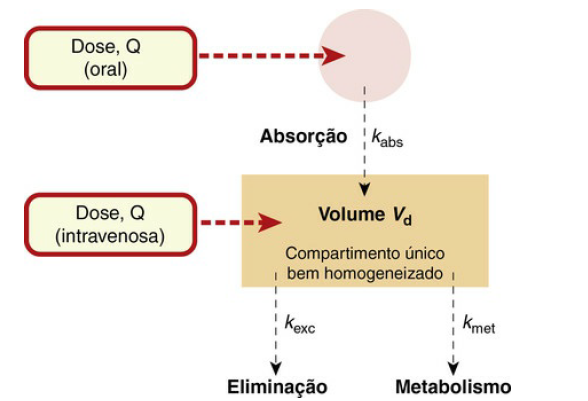 Dose, Q
(oral)
Absorção
kabs
Dose, Q
(intravenosa)
Volume Vd
Compartimento único
bem homogeneizado
kexc
kmet
Eliminação
Metabolismo